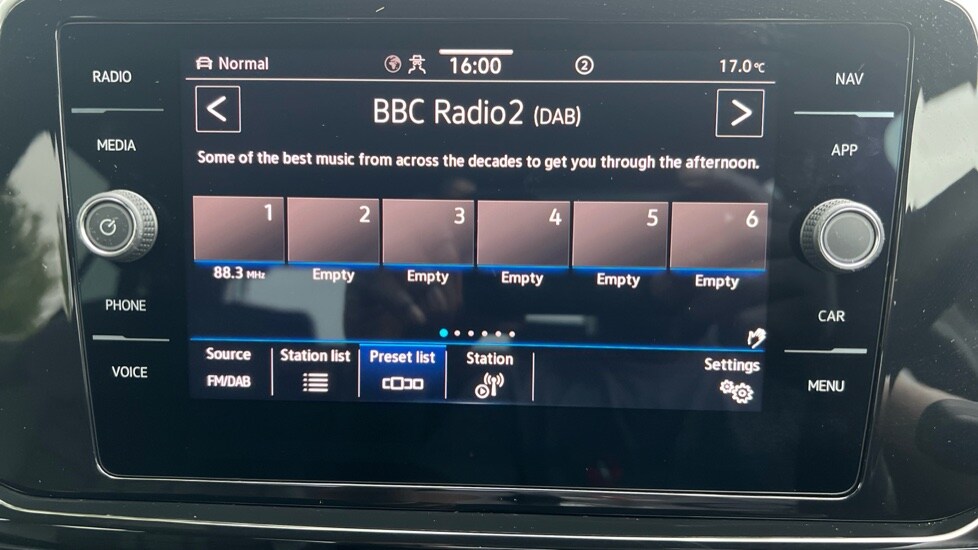 RADIO
MEDIA
PHONE
VOICE
Normal 16:00 2 17.0°C
< BBC Radio2 (DAB) >
Some of the best music from across the decades to get you through the afternoon.
1 2 3 4 5 6
88.3 MHz Empty Empty Empty Empty Empty
Source Station list Preset list Station Settings
FM/DAB
NAV
APP
CAR
MENU